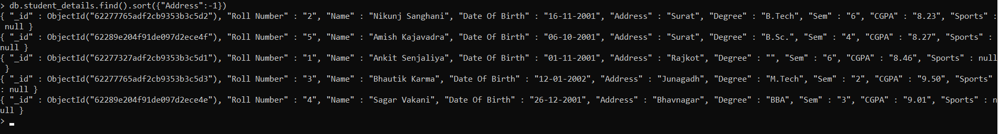 > db.student_details.find().sort({"Address":-1})
{ "_id" : ObjectId("62277765adf2cb9353b3c5d2"), "Roll Number" : "2", "Name" : "Nikunj Sanghani", "Date Of Birth" : "16-11-2001", "Address" : "Surat", "Degree" : "B.Tech", "Sem" : "6", "CGPA" : "8.23", "Sports" :
 null }
{ "_id" : ObjectId("62289e204f91de097d2ece4f"), "Roll Number" : "5", "Name" : "Amish Kajavadra", "Date Of Birth" : "06-10-2001", "Address" : "Surat", "Degree" : "B.Sc.", "Sem" : "4", "CGPA" : "8.27", "Sports" :
null }
{ "_id" : ObjectId("62277327adf2cb9353b3c5d1"), "Roll Number" : "1", "Name" : "Ankit Senjaliya", "Date Of Birth" : "01-11-2001", "Address" : "Rajkot", "Degree" : "", "Sem" : "6", "CGPA" : "8.46", "Sports" : null
 }
{ "_id" : ObjectId("62277765adf2cb9353b3c5d3"), "Roll Number" : "3", "Name" : "Bhautik Karma", "Date Of Birth" : "12-01-2002", "Address" : "Junagadh", "Degree" : "M.Tech", "Sem" : "2", "CGPA" : "9.50", "Sports"
: null }
{ "_id" : ObjectId("62289e204f91de097d2ece4e"), "Roll Number" : "4", "Name" : "Sagar Vakani", "Date Of Birth" : "26-12-2001", "Address" : "Bhavnagar", "Degree" : "BBA", "Sem" : "3", "CGPA" : "9.01", "Sports" : n
ull }
>